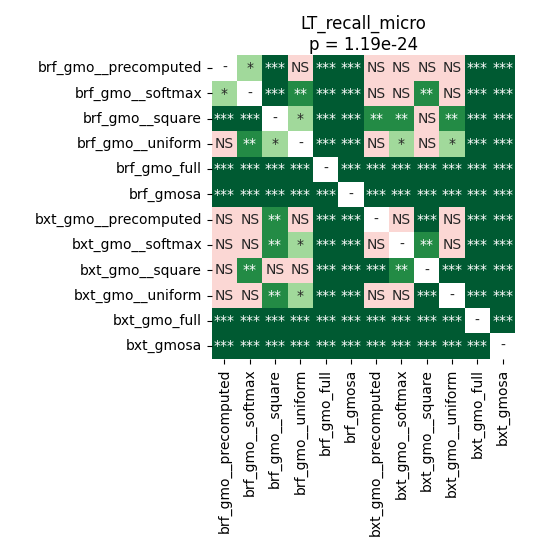 LT_recall_micro
p = 1.19e-24
brf_gmo__precomputed - * *** NS *** *** NS NS NS NS *** ***
brf_gmo__softmax * - *** ** *** *** NS NS ** NS *** ***
brf_gmo__square *** *** - * *** *** ** ** NS ** *** ***
brf_gmo__uniform NS ** * - *** *** NS * NS * *** ***
brf_gmo_full *** *** *** *** - *** *** *** *** *** *** ***
brf_gmosa *** *** *** *** *** - *** *** *** *** *** ***
bxt_gmo__precomputed NS NS ** NS *** *** - NS *** NS *** ***
bxt_gmo__softmax NS NS ** * *** *** NS - ** NS *** ***
bxt_gmo__square NS ** NS NS *** *** *** ** - *** *** ***
bxt_gmo__uniform NS NS ** * *** *** NS NS *** - *** ***
bxt_gmo_full *** *** *** *** *** *** *** *** *** *** - ***
bxt_gmosa *** *** *** *** *** *** *** *** *** *** *** -
brf_gmo__precomputed
brf_gmo__softmax
brf_gmo__square
brf_gmo__uniform
brf_gmo_full
brf_gmosa
bxt_gmo__precomputed
bxt_gmo__softmax
bxt_gmo__square
bxt_gmo__uniform
bxt_gmo_full
bxt_gmosa